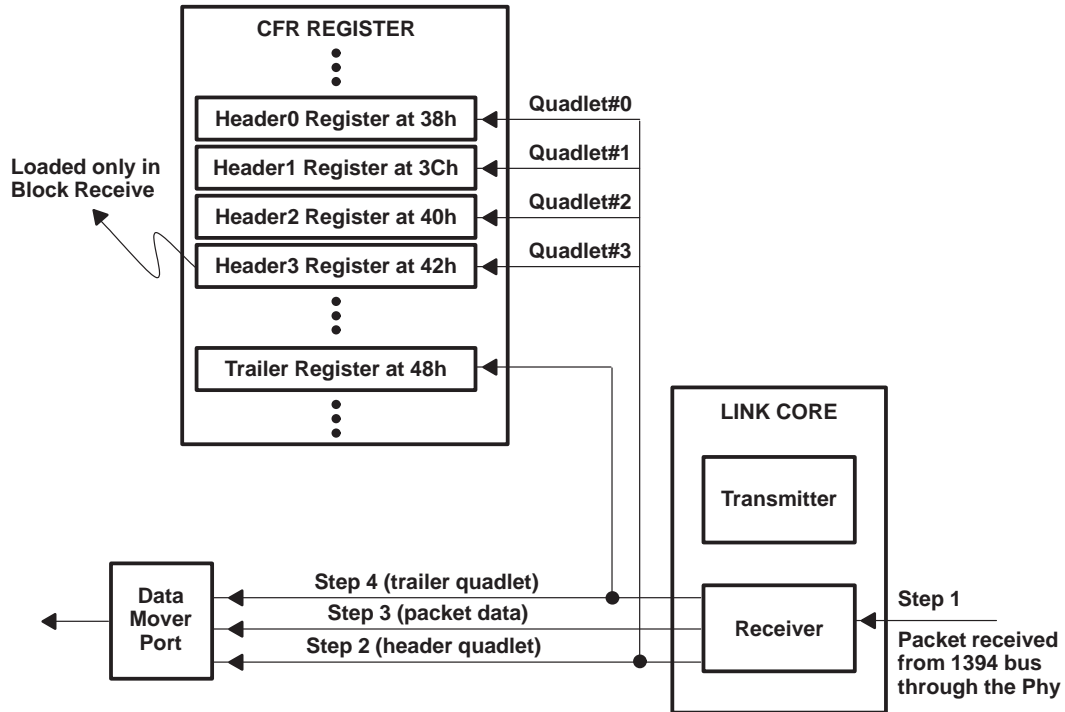 CFR REGISTER
Header0 Register at 38h
Quadlet#0
Header1 Register at 3Ch
Quadlet#1
Loaded only in
Block Receive
Header2 Register at 40h
Quadlet#2
Header3 Register at 42h
Quadlet#3
Trailer Register at 48h
LINK CORE
Transmitter
Data
Mover
Port
Step 4 (trailer quadlet)
Step 3 (packet data)
Step 2 (header quadlet)
Receiver
Step 1
Packet received
from 1394 bus
through the Phy